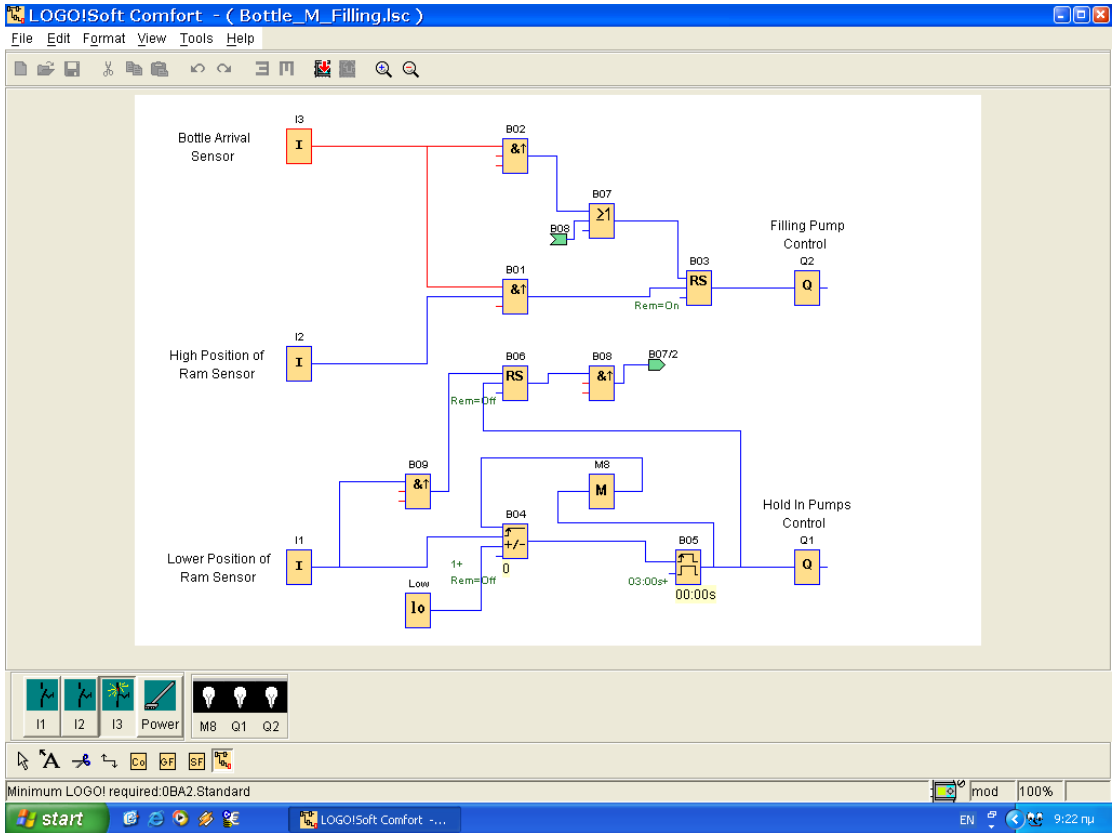 LOGO!Soft Comfort - ( Bottle_M_Filling.lsc )
File Edit Format View Tools Help
I3
Bottle Arrival
Sensor
I
B02
&↑
B07
≥1
B08
Filling Pump
Control
B01
&↑
B03
RS
Q2
Q
Rem=On
I2
High Position of
Ram Sensor
I
B06
RS
B08
&↑
B07/2
Rem=Off
B09
&↑
M8
M
Hold In Pumps
Control
B04
+/-
I1
Lower Position of
Ram Sensor
I
B05
Q1
Q
1+
Rem=Off
0
03:00s+
00:00s
Low
lo
I1 I2 I3 Power M8 Q1 Q2
A Co GF SF
Minimum LOGO! required:0BA2.Standard mod 100%
start LOGO!Soft Comfort -... EN 9:22 πμ